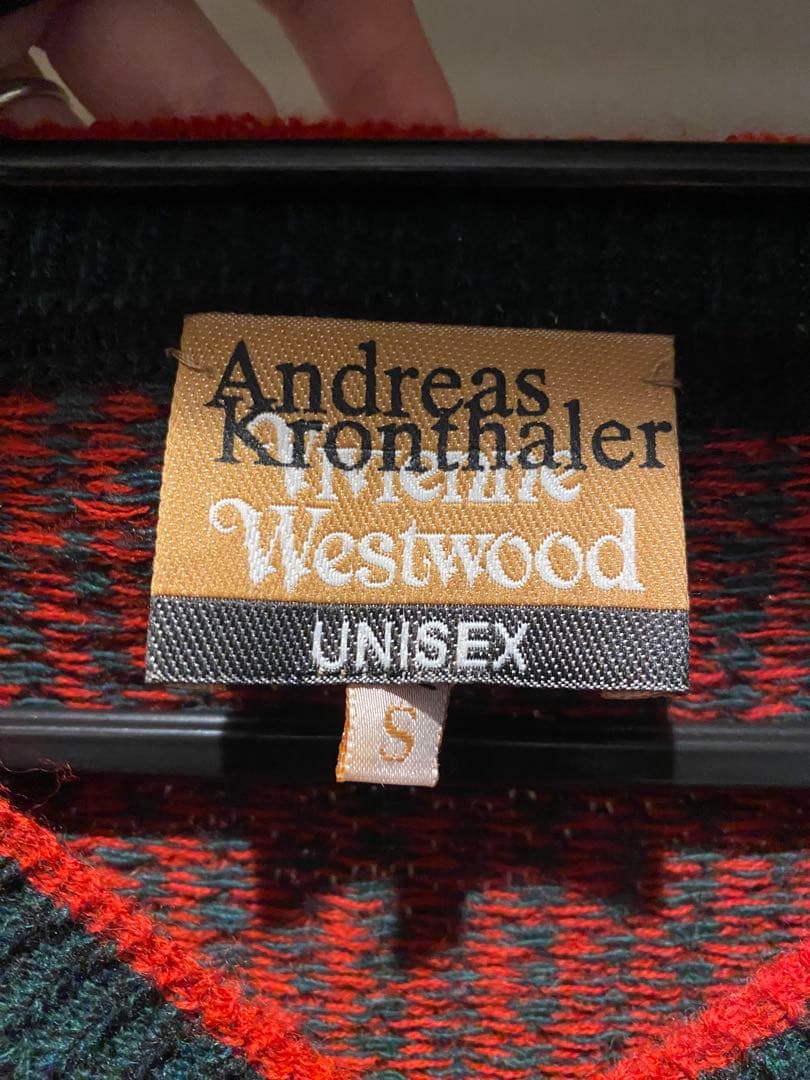 Andreas
Kronthaler
Vivienne
Westwood
UNISEX
S